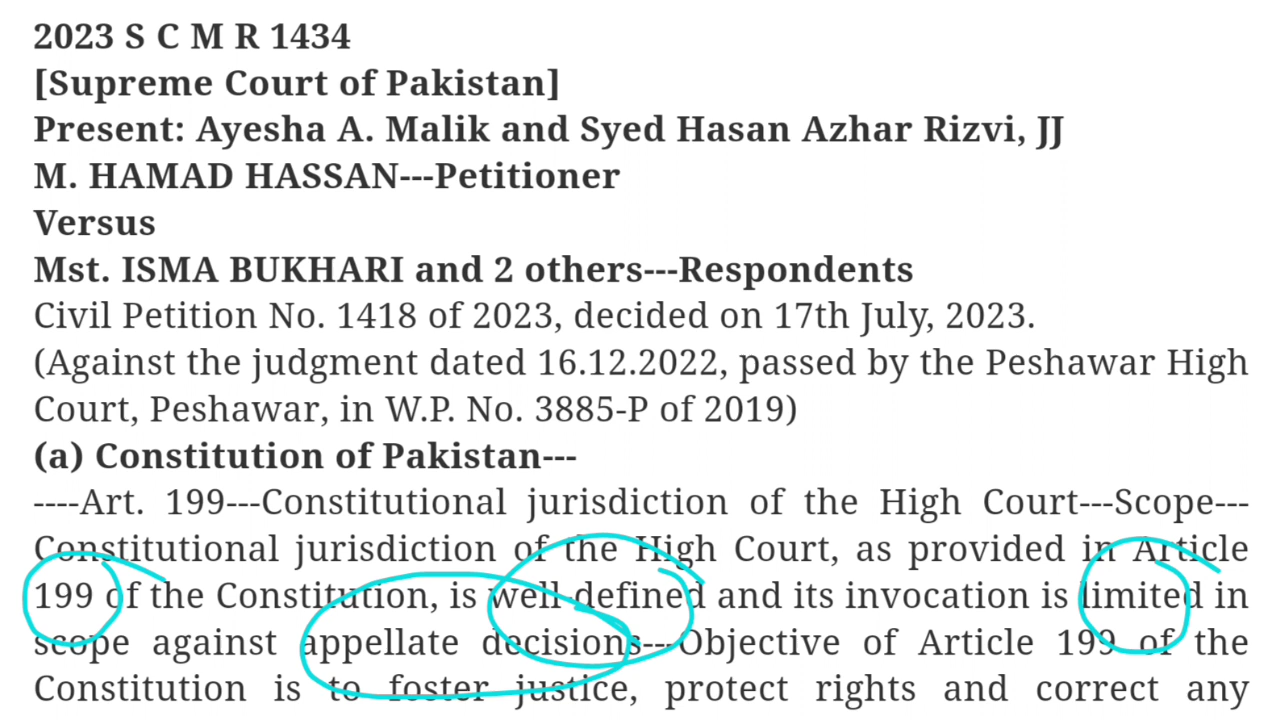 2023 S C M R 1434
[Supreme Court of Pakistan]
Present: Ayesha A. Malik and Syed Hasan Azhar Rizvi, JJ
M. HAMAD HASSAN---Petitioner
Versus
Mst. ISMA BUKHARI and 2 others---Respondents
Civil Petition No. 1418 of 2023, decided on 17th July, 2023.
(Against the judgment dated 16.12.2022, passed by the Peshawar High
Court, Peshawar, in W.P. No. 3885-P of 2019)
(a) Constitution of Pakistan---
----Art. 199---Constitutional jurisdiction of the High Court---Scope---
Constitutional jurisdiction of the High Court, as provided in Article
199 of the Constitution, is well-defined and its invocation is limited in
scope against appellate decisions---Objective of Article 199 of the
Constitution is to foster justice, protect rights and correct any